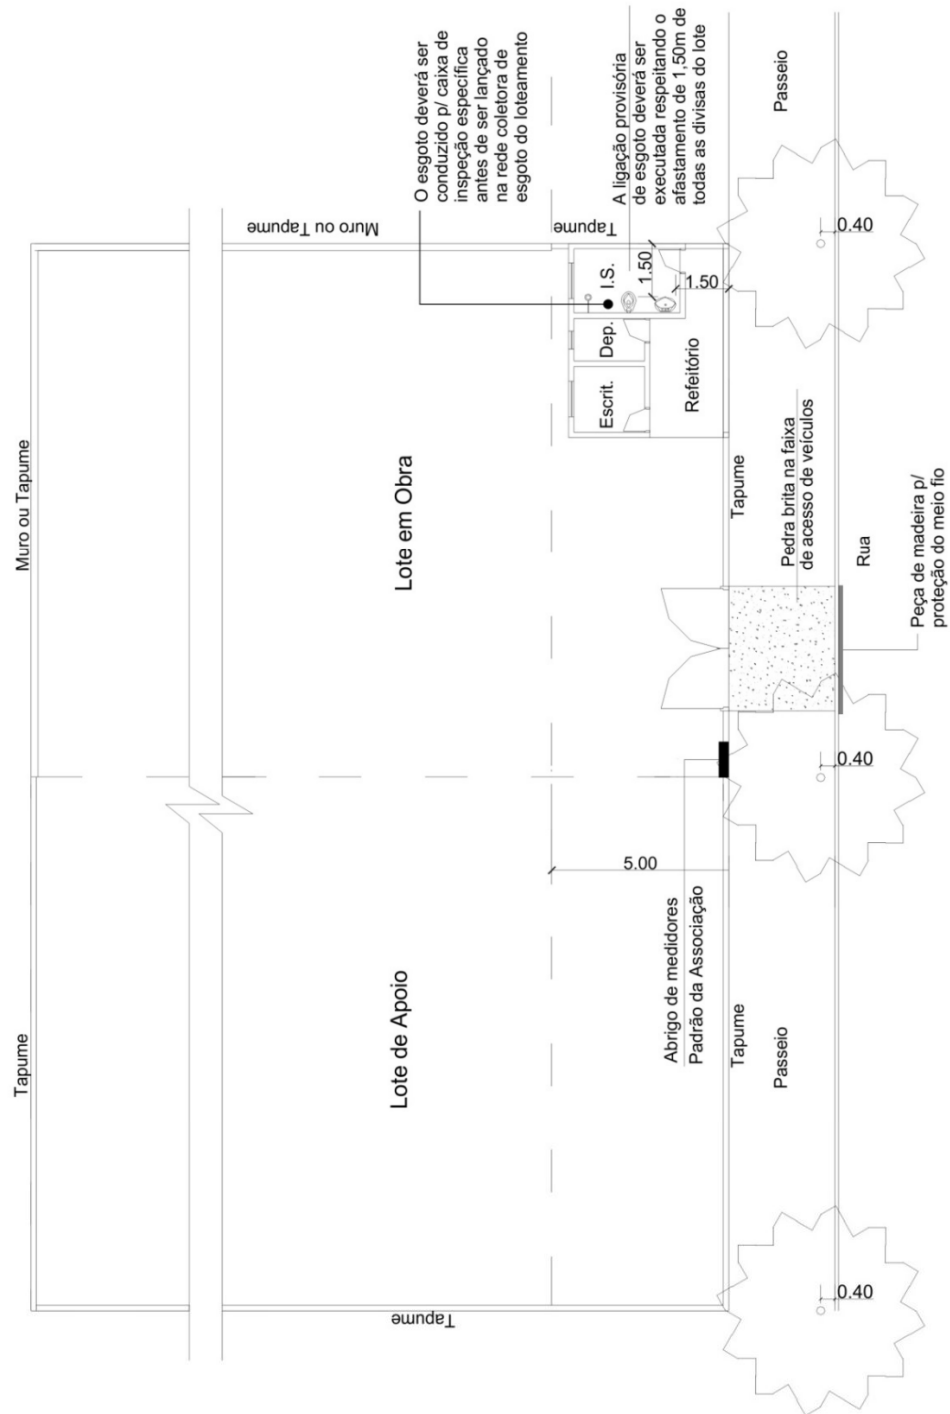 Tapume
Muro ou Tapume
Muro ou Tapume
Tapume
Tapume
Lote de Apoio
Lote em Obra
O esgoto deverá ser
conduzido p/ caixa de
inspeção específica
antes de ser lançado
na rede coletora de
esgoto do loteamento
A ligação provisória
de esgoto deverá ser
executada respeitando o
afastamento de 1,50m de
todas as divisas do lote
Escrit.
Dep.
I.S.
1.50
1.50
Refeitório
5.00
Abrigo de medidores
Padrão da Associação
Tapume
Tapume
Passeio
Pedra brita na faixa
de acesso de veículos
Passeio
0.40
0.40
0.40
Rua
Peça de madeira p/
proteção do meio fio